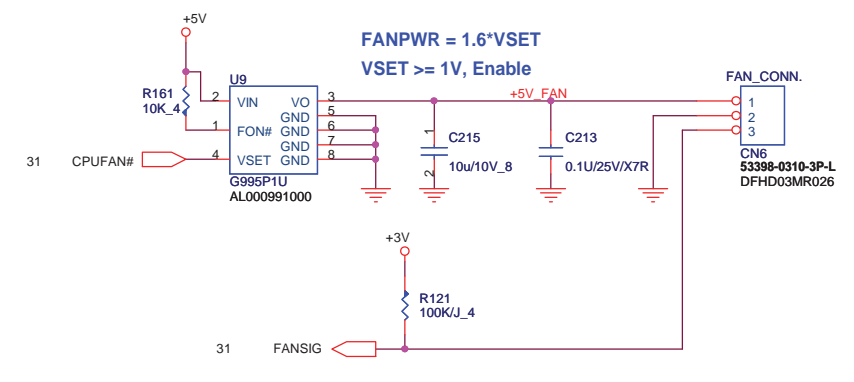 +5V
FANPWR = 1.6*VSET
VSET >= 1V, Enable
R161
10K_4
U9
2 VIN VO 3
GND 5
1 FON# GND 6
GND 7
4 VSET GND 8
G995P1U
AL000991000
31 CPUFAN#
+5V_FAN
1
C215
10u/10V_8
2
C213
0.1U/25V/X7R
FAN_CONN.
1
2
3
CN6
53398-0310-3P-L
DFHD03MR026
+3V
R121
100K/J_4
31 FANSIG